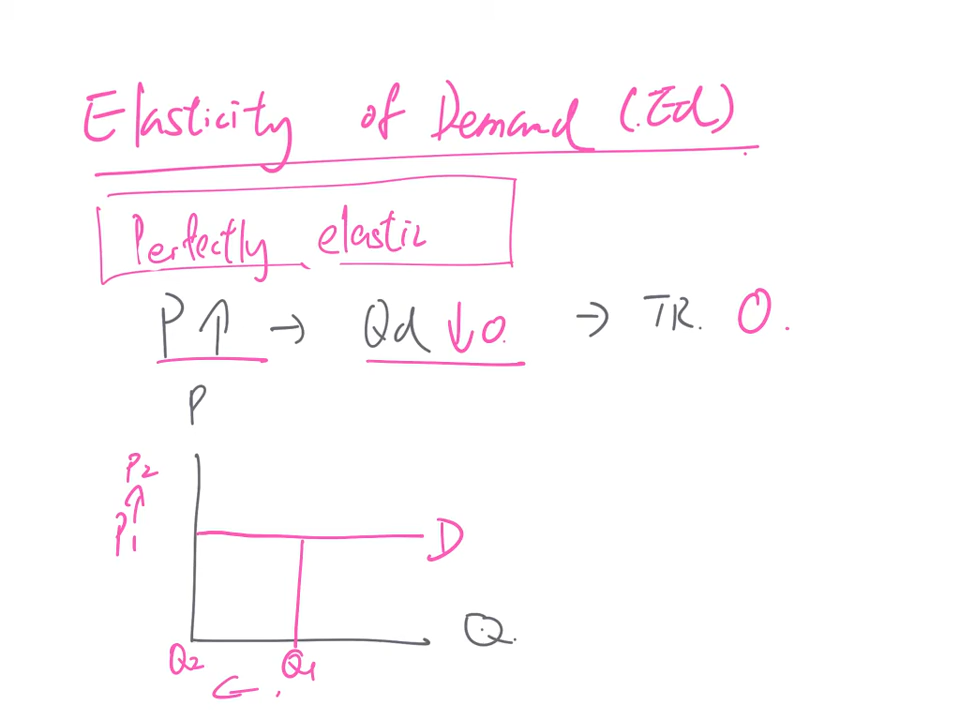 Elasticity of Demand (Ed)
Perfectly elastic
P ↑ → Qd ↓ 0. → TR. 0.
P
P2
↑
P1
D
Q.
Q2 Q1
←